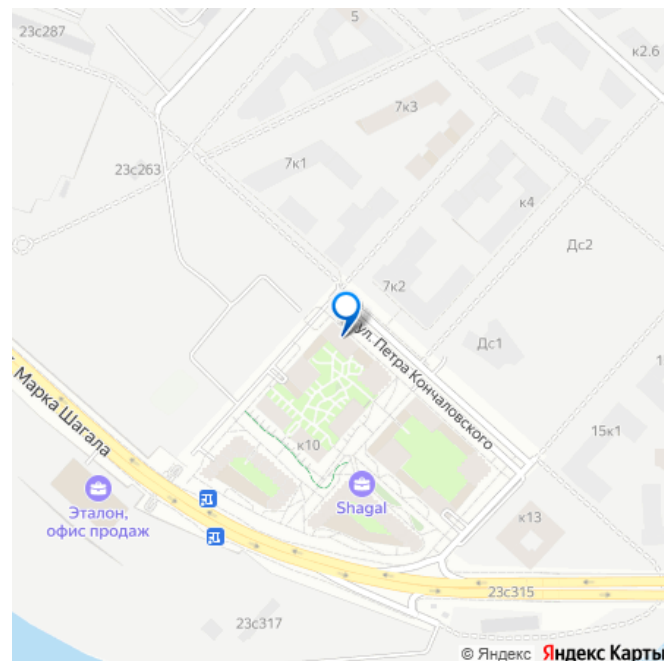 23с287
5
к2.6
7к3
7к1
23с263
к4
Дс2
7к2
ул. Петра Кончаловского
Дс1
Марка Шагала
15к1
к10
Shagal
Эталон,
офис продаж
к13
23с315
23с317
© Яндекс Яндекс Карты